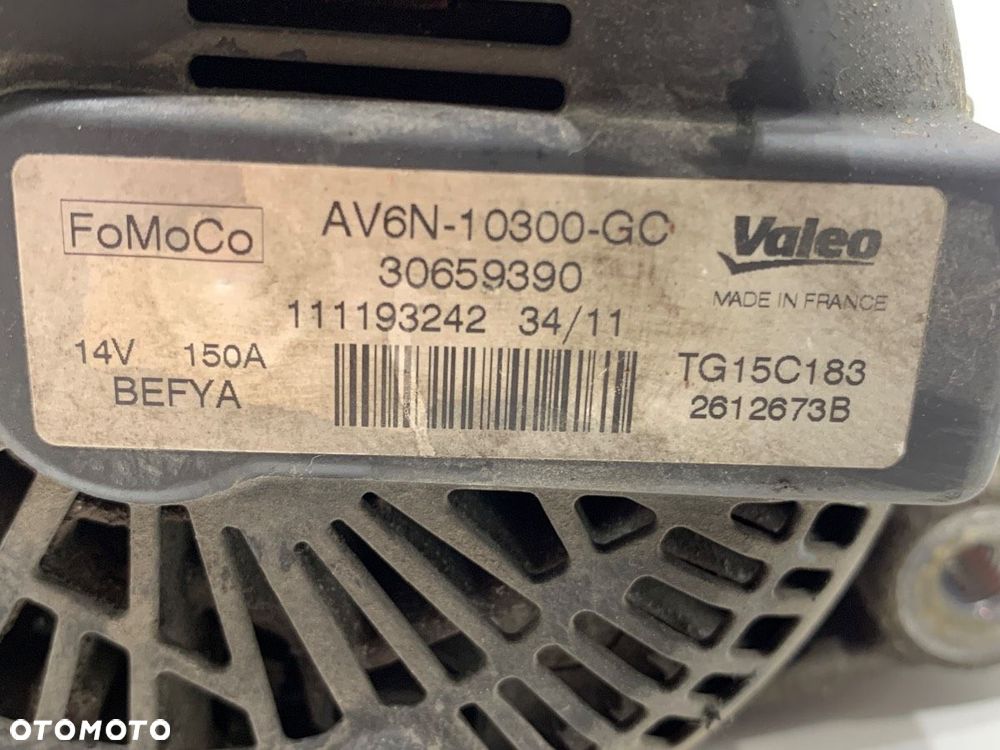 FoMoCo AV6N-10300-GC Valeo
30659390 MADE IN FRANCE
111193242 34/11
14V 150A TG15C183
BEFYA 2612673B
OTOMOTO